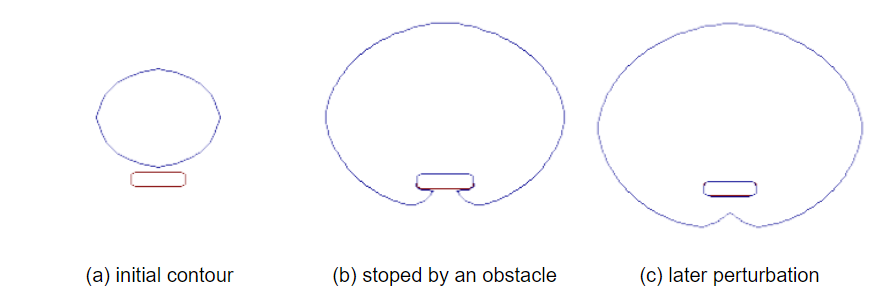 (a) initial contour
(b) stoped by an obstacle
(c) later perturbation